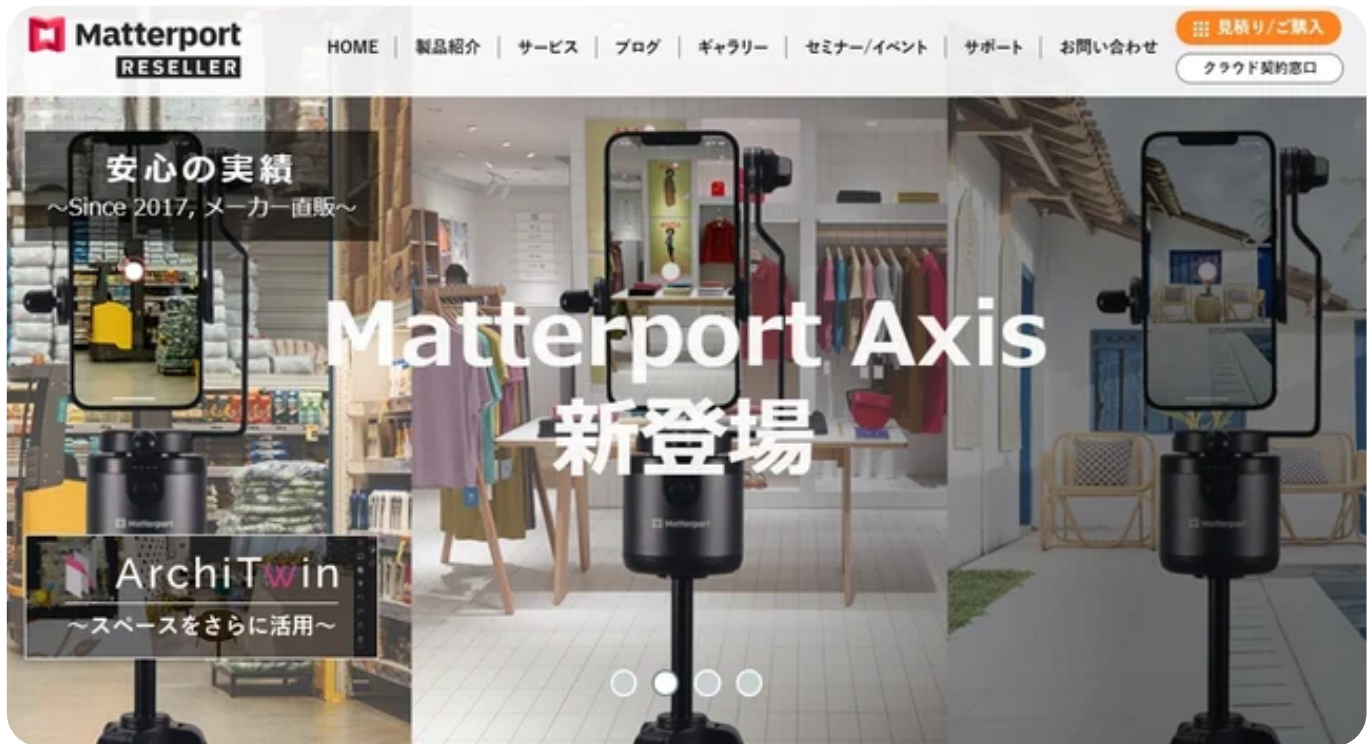 Matterport
RESELLER
HOME
製品紹介
サービス
ブログ
ギャラリー
セミナー/イベント
サポート
お問い合わせ
見積り/ご購入
クラウド契約窓口
安心の実績
～Since 2017, メーカー直販～
Matterport Axis
新登場
Matterport
Matterport
Matterport
ArchiTwin
～スペースをさらに活用～